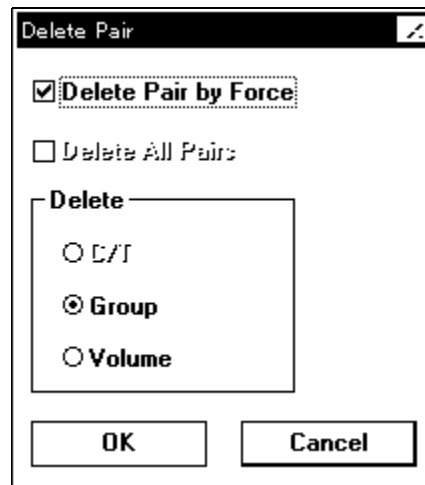 Delete Pair
Delete Pair by Force
Delete All Pairs
Delete
C/T
Group
Volume
OK
Cancel